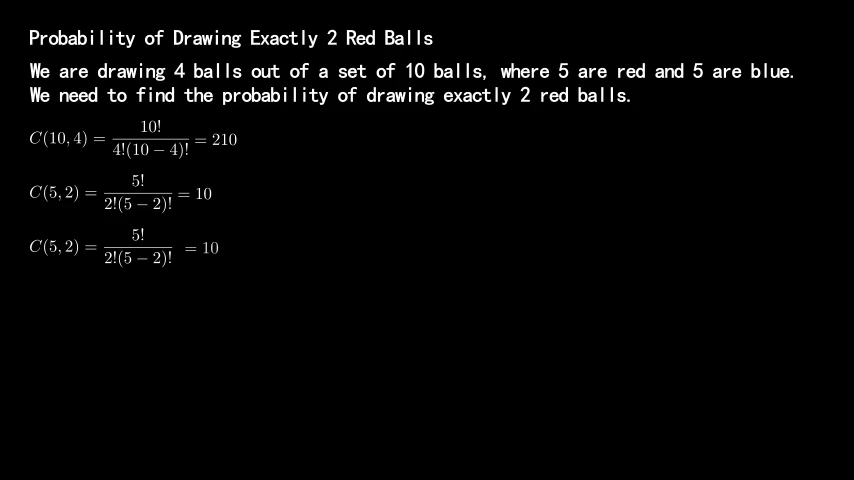 Probability of Drawing Exactly 2 Red Balls
We are drawing 4 balls out of a set of 10 balls, where 5 are red and 5 are blue.
We need to find the probability of drawing exactly 2 red balls.
C(10, 4) = 10! / 4!(10 − 4)! = 210
C(5, 2) = 5! / 2!(5 − 2)! = 10
C(5, 2) = 5! / 2!(5 − 2)! = 10